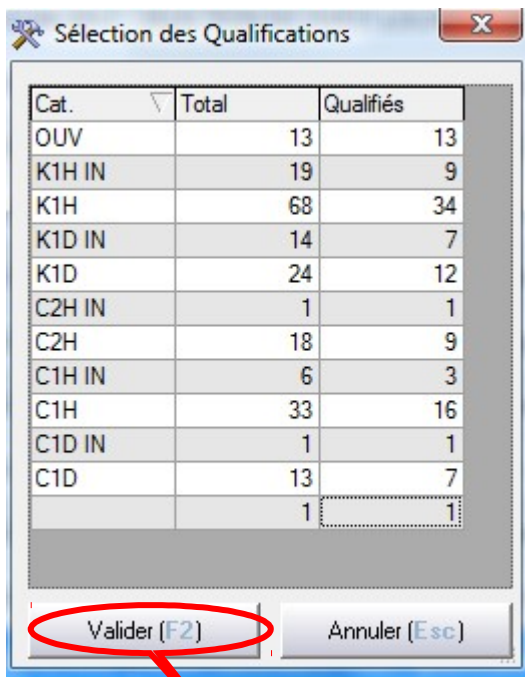 Sélection des Qualifications
Cat. Total Qualifiés
OUV 13 13
K1H IN 19 9
K1H 68 34
K1D IN 14 7
K1D 24 12
C2H IN 1 1
C2H 18 9
C1H IN 6 3
C1H 33 16
C1D IN 1 1
C1D 13 7
1 1
Valider (F2) Annuler (Esc)